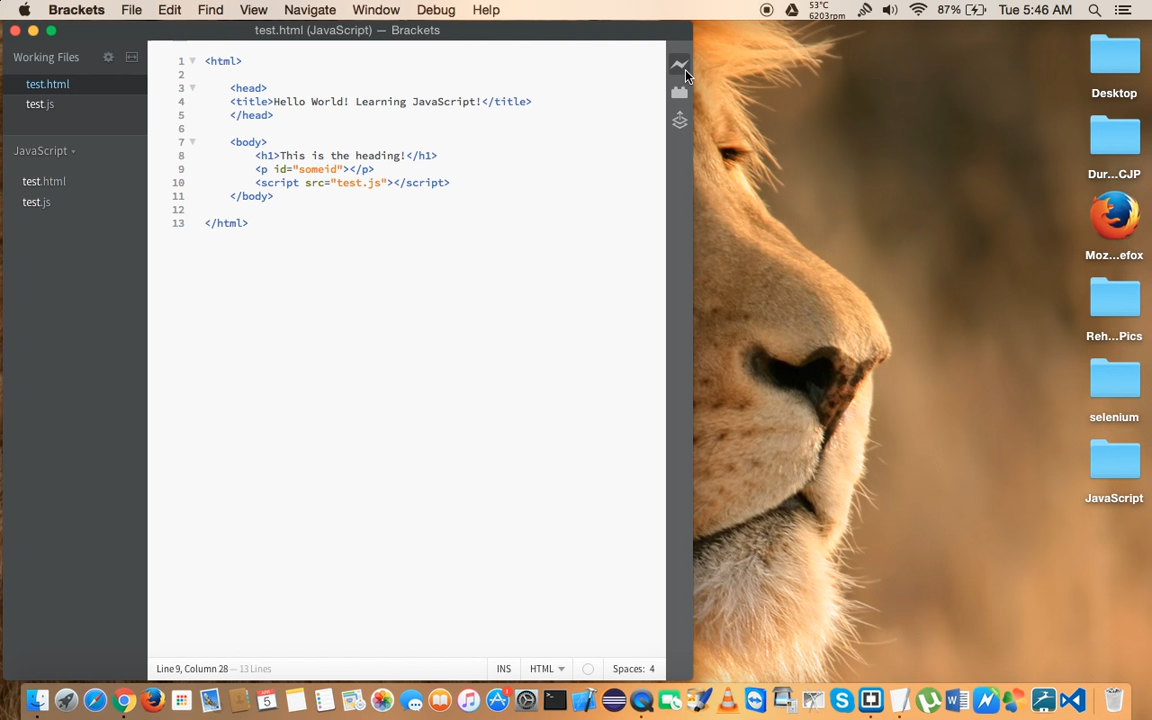 Brackets File Edit Find View Navigate Window Debug Help 53°C 6203rpm 87% Tue 5:46 AM
test.html (JavaScript) — Brackets
Working Files
test.html
test.js
JavaScript
test.html
test.js
1 <html>
2
3 <head>
4 <title>Hello World! Learning JavaScript!</title>
5 </head>
6
7 <body>
8 <h1>This is the heading!</h1>
9 <p id="someid"></p>
10 <script src="test.js"></script>
11 </body>
12
13 </html>
Line 9, Column 28 — 13 Lines INS HTML Spaces: 4
Desktop
Dur...CJP
Moz...efox
Reh...Pics
selenium
JavaScript
5